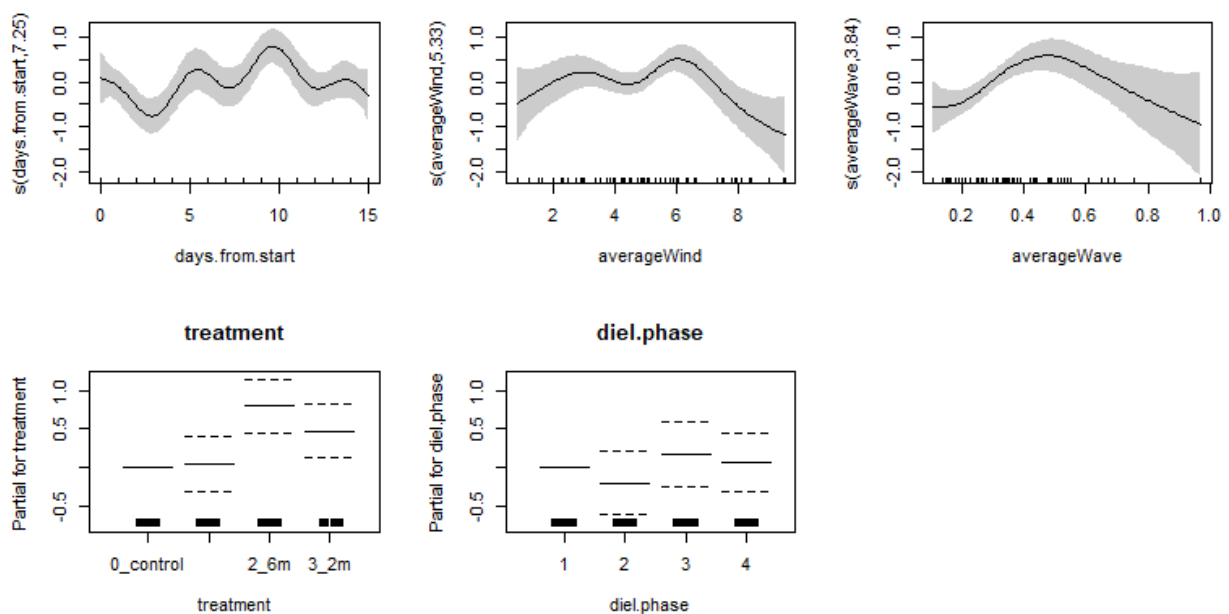 s(days.from.start,7.25)
1.0
0.0
-1.0
-2.0
0 5 10 15
days.from.start
s(averageWind,5.33)
1.0
0.0
-1.0
-2.0
2 4 6 8
averageWind
s(averageWave,3.84)
1.0
0.0
-1.0
-2.0
0.2 0.4 0.6 0.8 1.0
averageWave
treatment
Partial for treatment
1.0
0.5
-0.5
0_control 2_6m 3_2m
treatment
diel.phase
Partial for diel.phase
1.0
0.5
-0.5
1 2 3 4
diel.phase